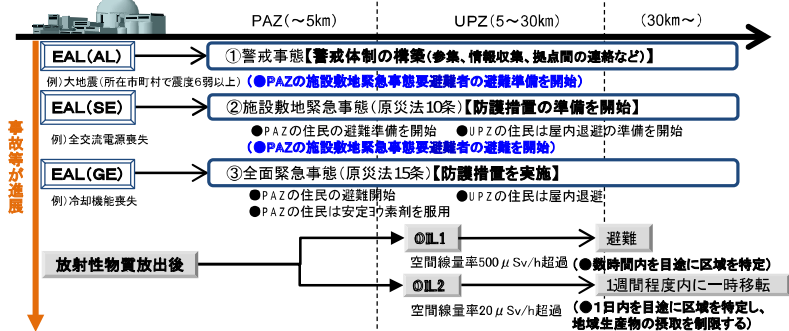 PAZ(～5km)
UPZ(5～30km)
(30km～)
EAL(AL)
①警戒事態【警戒体制の構築(参集、情報収集、拠点間の連絡など)】
例)大地震(所在市町村で震度6弱以上)
(●PAZの施設敷地緊急事態要避難者の避難準備を開始)
EAL(SE)
②施設敷地緊急事態(原災法10条)【防護措置の準備を開始】
例)全交流電源喪失
●PAZの住民の避難準備を開始
●UPZの住民は屋内退避の準備を開始
(●PAZの施設敷地緊急事態要避難者の避難を開始)
EAL(GE)
③全面緊急事態(原災法15条)【防護措置を実施】
例)冷却機能喪失
●PAZの住民の避難開始
●UPZの住民は屋内退避
●PAZの住民は安定ヨウ素剤を服用
事故等が進展
放射性物質放出後
OIL1
避難
空間線量率500μSv/h超過
(●数時間内を目途に区域を特定)
OIL2
1週間程度内に一時移転
空間線量率20μSv/h超過
(●1日内を目途に区域を特定し、
地域生産物の摂取を制限する)